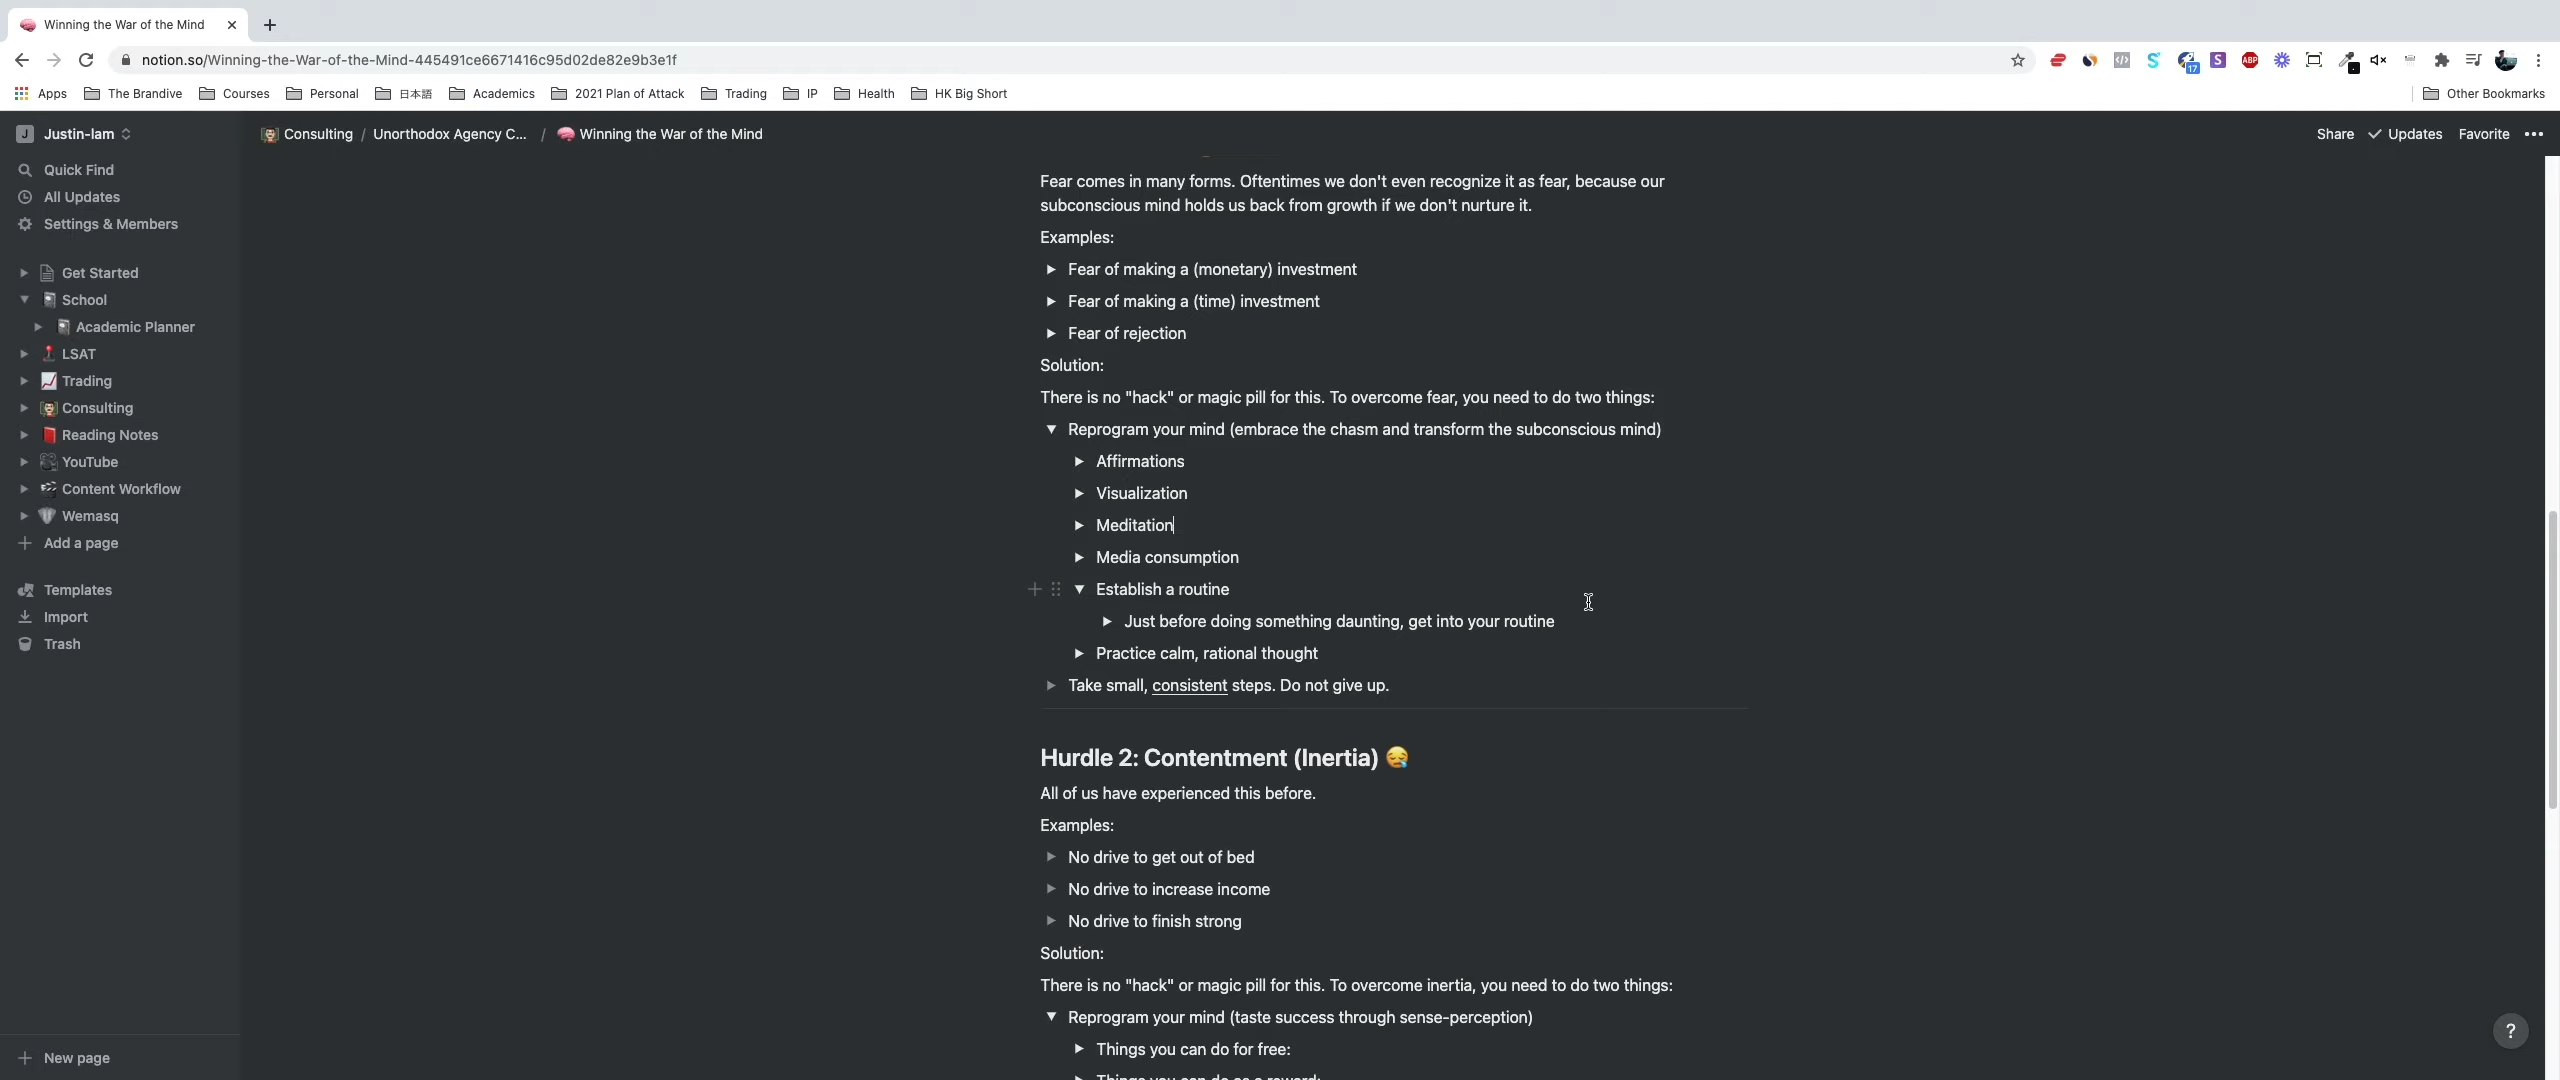 Winning the War of the Mind
notion.so/Winning-the-War-of-the-Mind-445491ce6671416c95d02de82e9b3e1f
17
S
ABP
Apps
The Brandive
Courses
Personal
日本語
Academics
2021 Plan of Attack
Trading
IP
Health
HK Big Short
Other Bookmarks
J Justin-lam
Consulting / Unorthodox Agency C... / Winning the War of the Mind
Share
Updates
Favorite
Quick Find
All Updates
Settings & Members
Get Started
School
Academic Planner
LSAT
Trading
Consulting
Reading Notes
YouTube
Content Workflow
Wemasq
Add a page
Templates
Import
Trash
New page
Fear comes in many forms. Oftentimes we don't even recognize it as fear, because our
subconscious mind holds us back from growth if we don't nurture it.
Examples:
Fear of making a (monetary) investment
Fear of making a (time) investment
Fear of rejection
Solution:
There is no "hack" or magic pill for this. To overcome fear, you need to do two things:
Reprogram your mind (embrace the chasm and transform the subconscious mind)
Affirmations
Visualization
Meditation
Media consumption
Establish a routine
Just before doing something daunting, get into your routine
Practice calm, rational thought
Take small, consistent steps. Do not give up.
Hurdle 2: Contentment (Inertia) 😪
All of us have experienced this before.
Examples:
No drive to get out of bed
No drive to increase income
No drive to finish strong
Solution:
There is no "hack" or magic pill for this. To overcome inertia, you need to do two things:
Reprogram your mind (taste success through sense-perception)
Things you can do for free:
Things you can do as a reward:
?